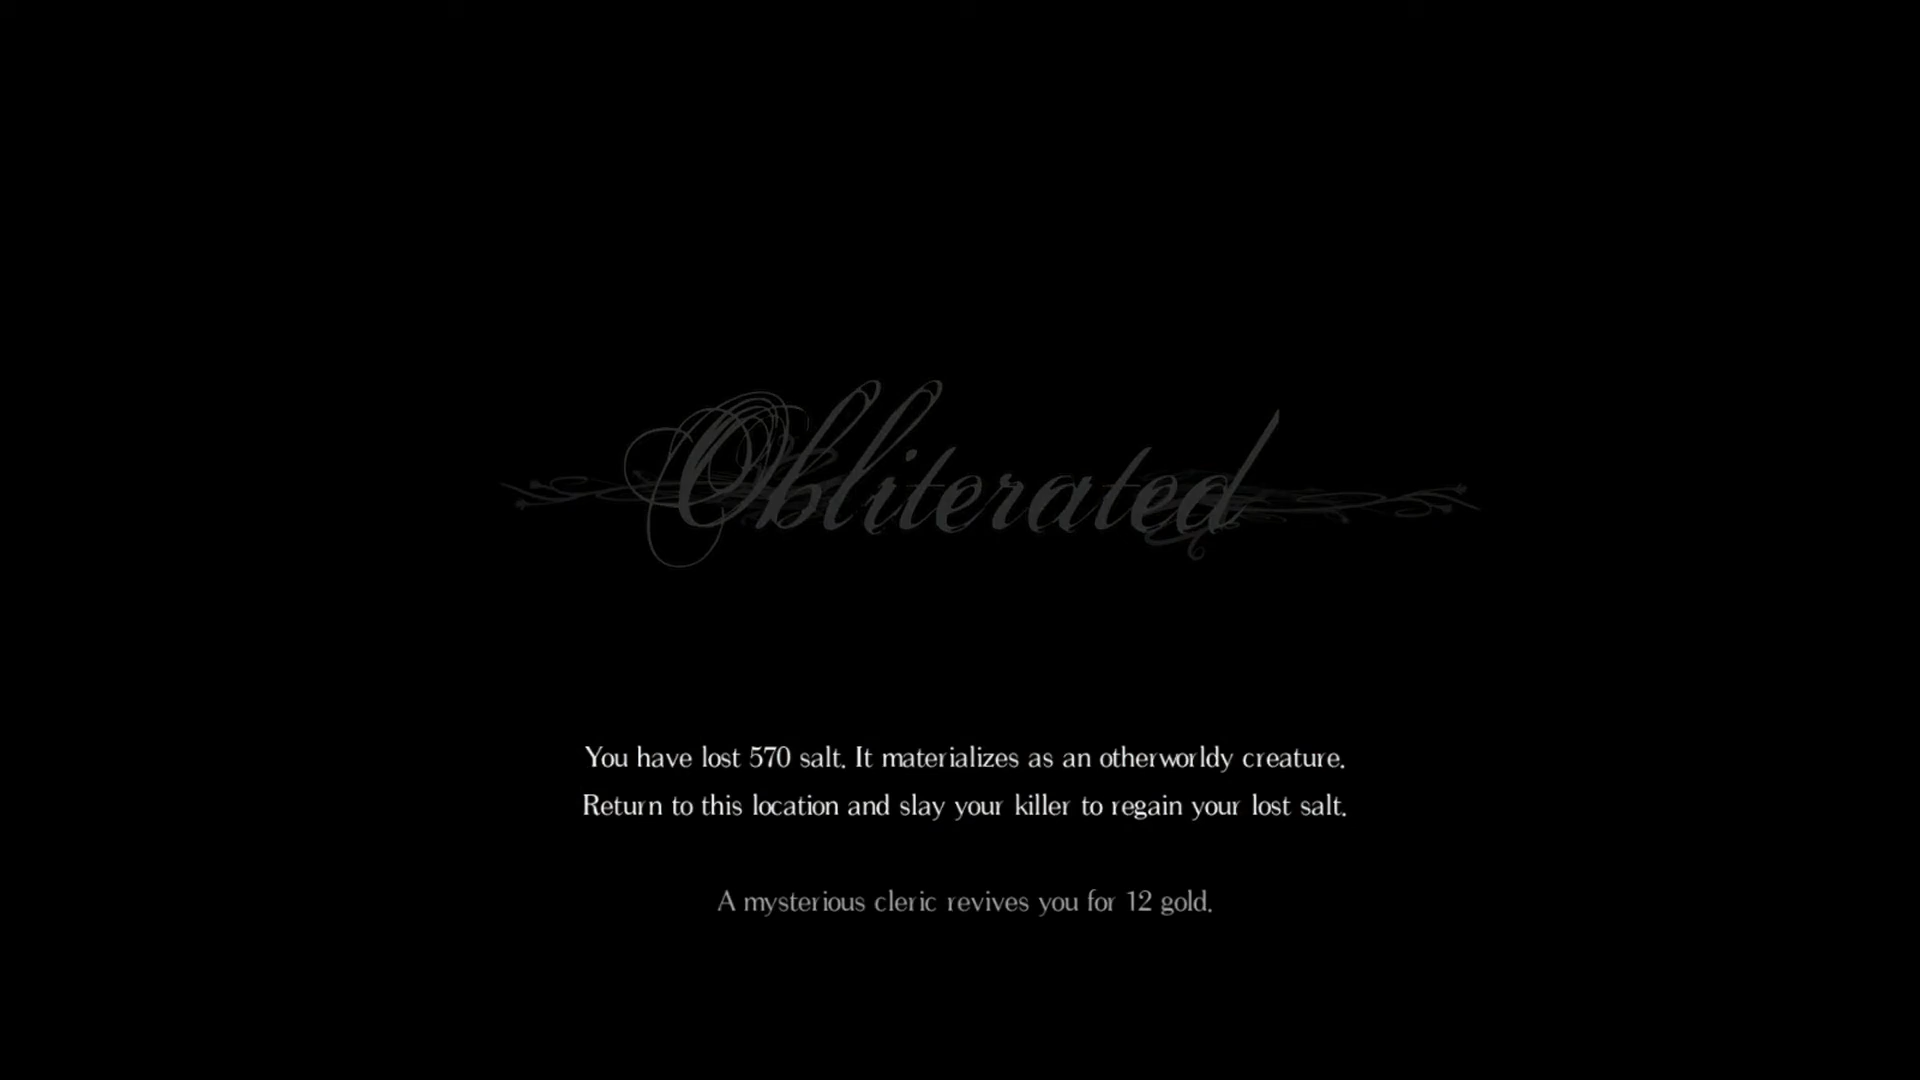 Obliterated
You have lost 570 salt. It materializes as an otherworldy creature.
Return to this location and slay your killer to regain your lost salt.
A mysterious cleric revives you for 12 gold.